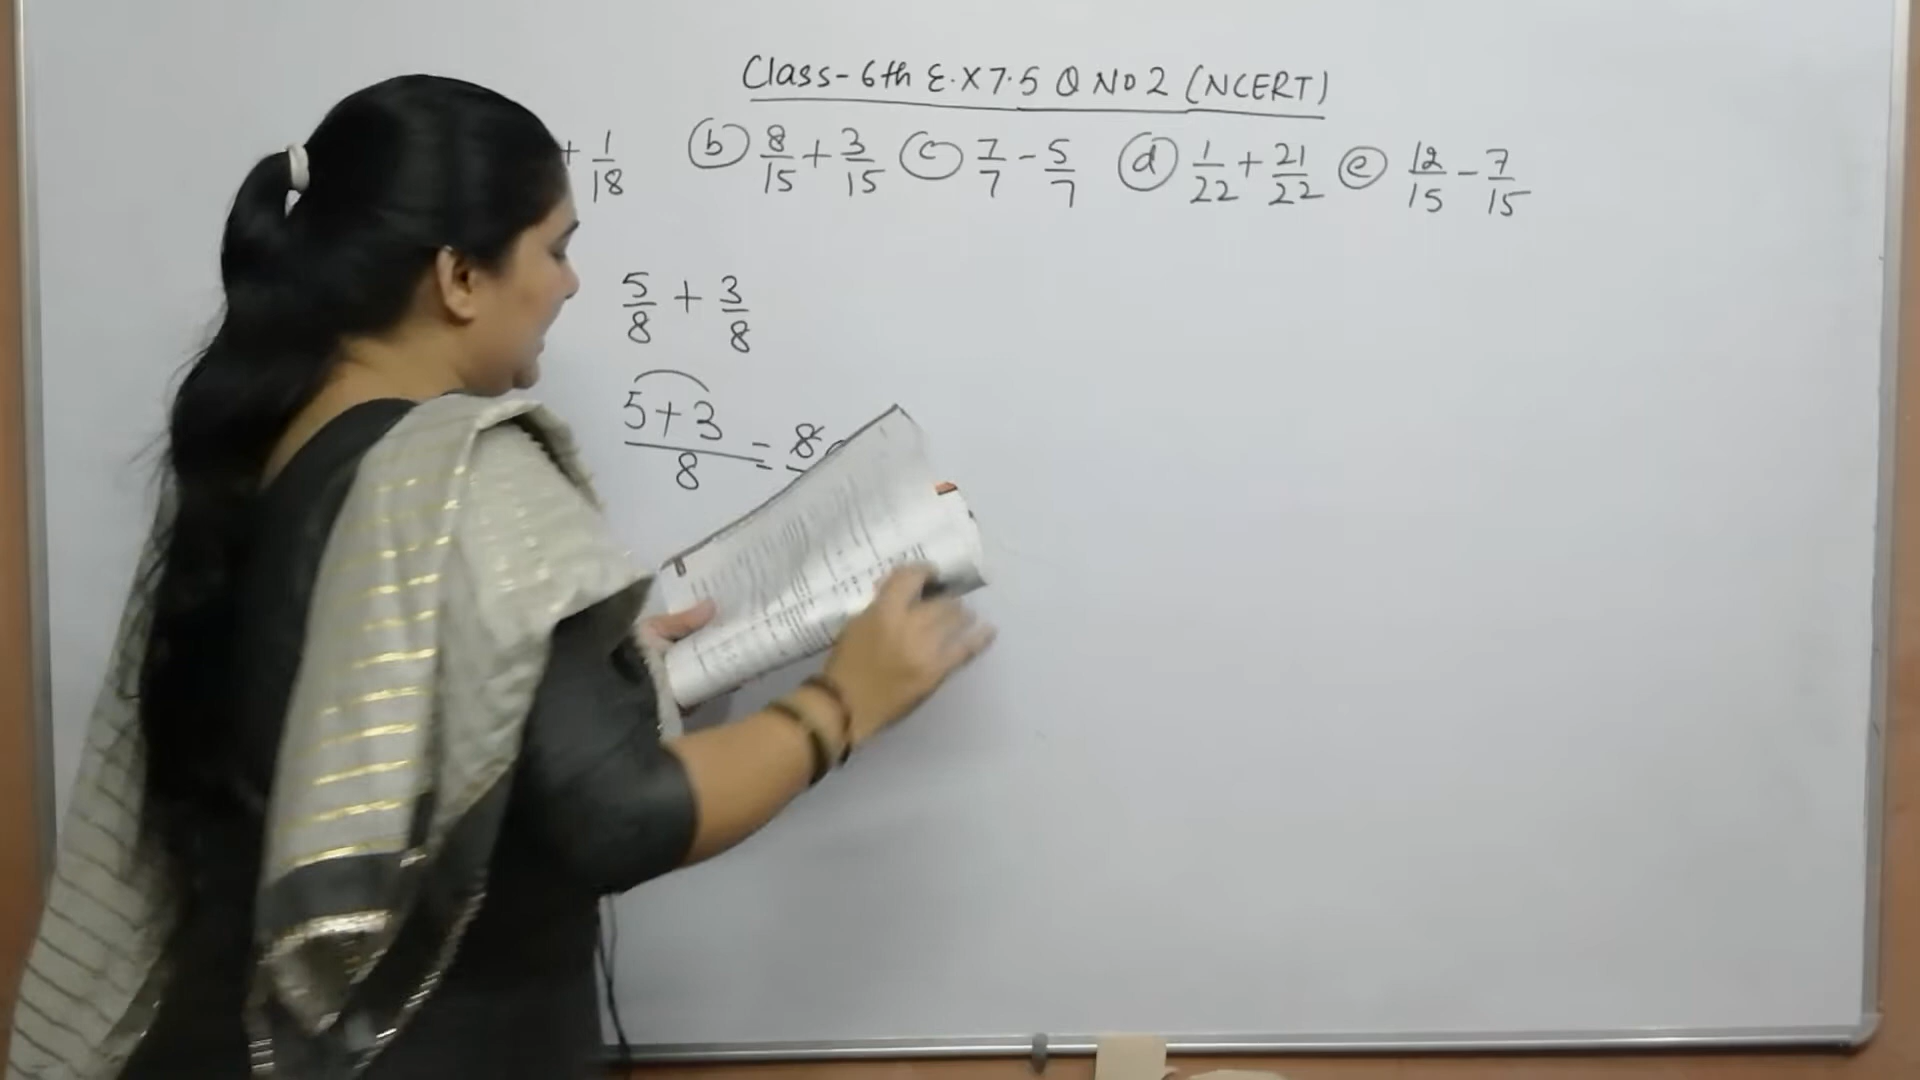 Class-6th E.X7.5 Q NO 2 (NCERT)
+ 1/18 (b) 8/15 + 3/15 (c) 7/7 - 5/7 (d) 1/22 + 21/22 (e) 12/15 - 7/15
5/8 + 3/8
5+3/8 = 8